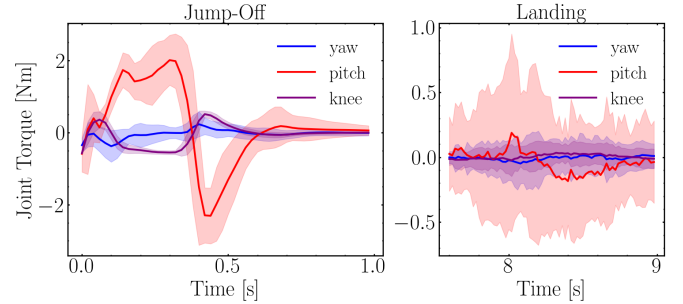 Jump-Off
Joint Torque [Nm]
2
0
−2
yaw
pitch
knee
0.0
0.5
1.0
Time [s]
Landing
1.0
0.5
0.0
−0.5
yaw
pitch
knee
8
9
Time [s]